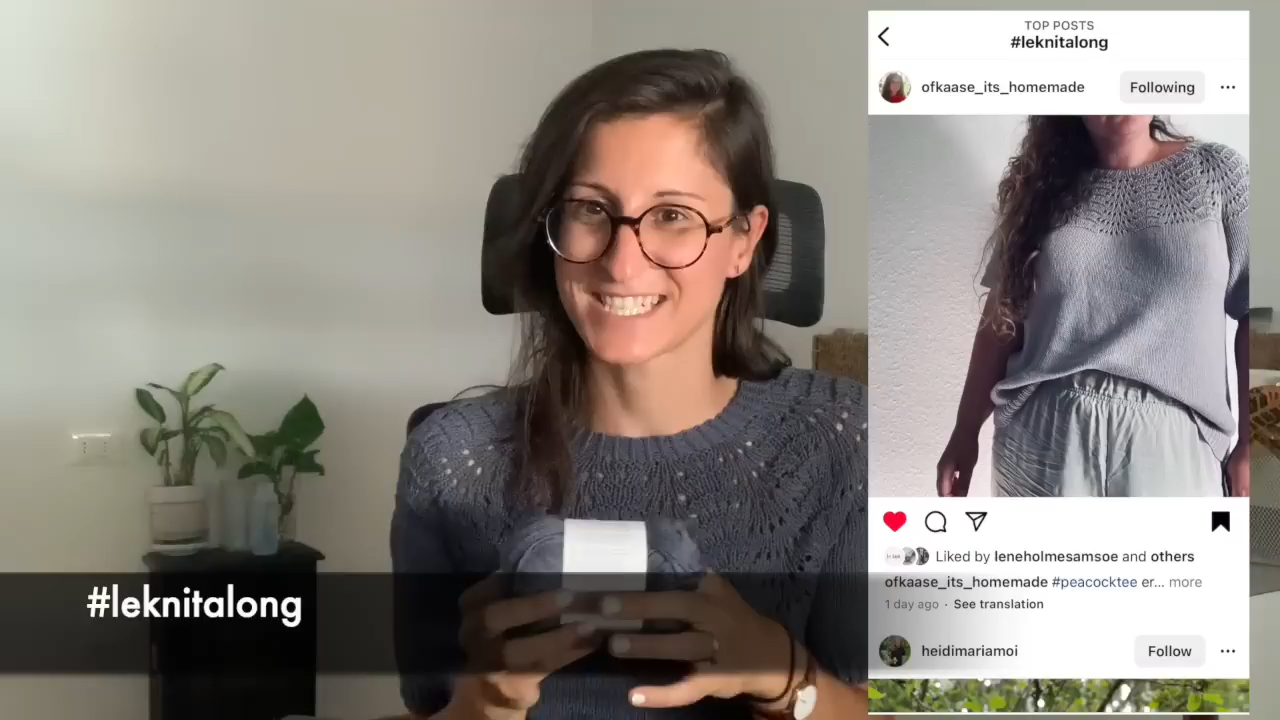 TOP POSTS
#leknitalong
ofkaase_its_homemade
Following
Liked by leneholmesamsoe and others
ofkaase_its_homemade #peacocktee er... more
1 day ago · See translation
heidimariamoi
Follow
#leknitalong